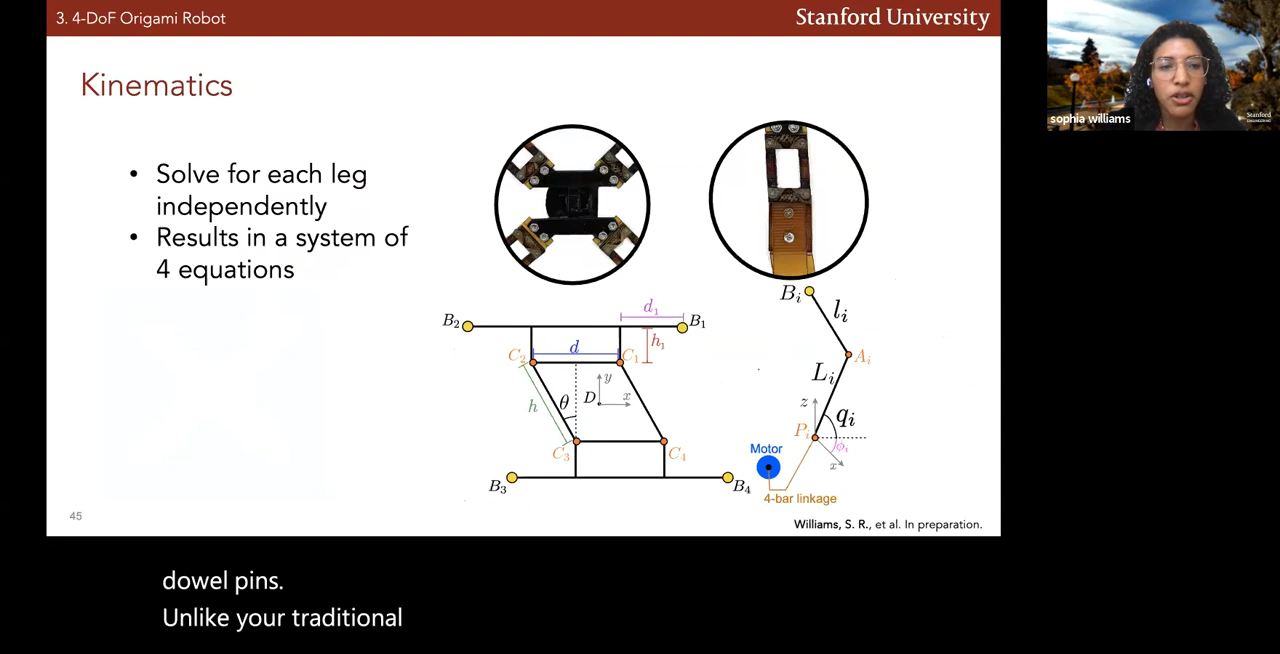 3. 4-DoF Origami Robot
Stanford University
Kinematics
• Solve for each leg
independently
• Results in a system of
4 equations
B₂
d₁
B₁
h₁
C₂
d
C₁
y
h
θ
D
x
C₃
C₄
B₃
B₄
Bᵢ
lᵢ
Aᵢ
Lᵢ
z
qᵢ
Pᵢ
ϕᵢ
x
Motor
4-bar linkage
45
Williams, S. R., et al. In preparation.
sophia williams
Stanford
ENGINEERING
dowel pins.
Unlike your traditional